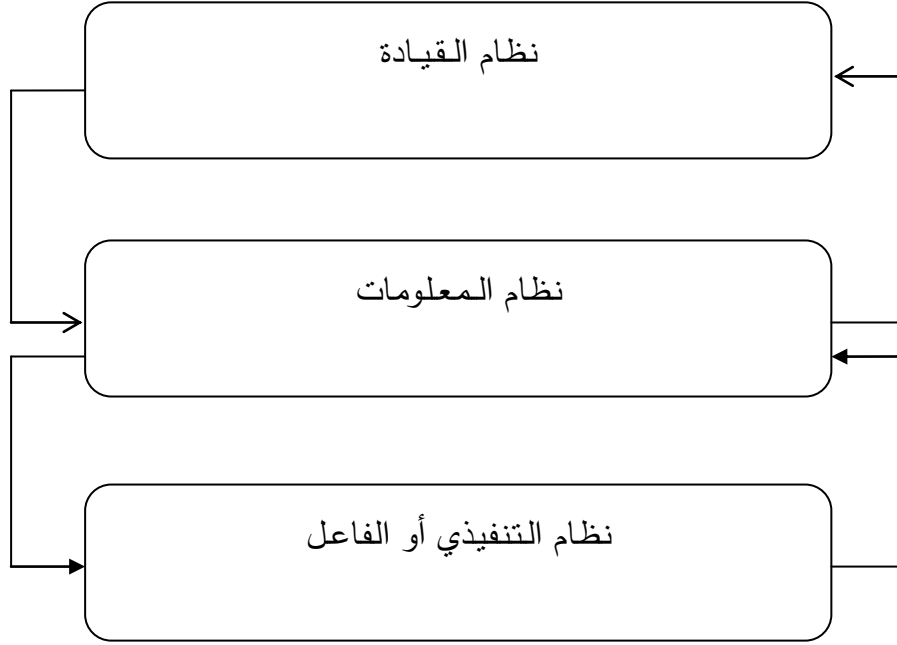 نظام القيادة
نظام المعلومات
نظام التنفيذي أو الفاعل